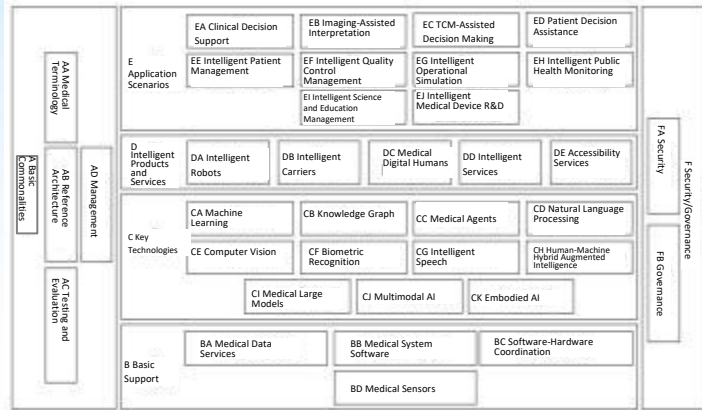 A Basic
Commonalities
AA Medical
Terminology
AB Reference
Architecture
AC Testing and
Evaluation
AD Management
E
Application
Scenarios
EA Clinical Decision
Support
EB Imaging-Assisted
Interpretation
EC TCM-Assisted
Decision Making
ED Patient Decision
Assistance
EE Intelligent Patient
Management
EF Intelligent Quality
Control
Management
EG Intelligent
Operational
Simulation
EH Intelligent Public
Health Monitoring
EI Intelligent Science
and Education
Management
EJ Intelligent
Medical Device R&D
D
Intelligent
Products and
Services
DA Intelligent
Robots
DB Intelligent
Carriers
DC Medical
Digital Humans
DD Intelligent
Services
DE Accessibility
Services
C Key
Technologies
CA Machine
Learning
CB Knowledge Graph
CC Medical Agents
CD Natural Language
Processing
CE Computer Vision
CF Biometric
Recognition
CG Intelligent
Speech
CH Human-Machine
Hybrid Augmented
Intelligence
CI Medical Large
Models
CJ Multimodal AI
CK Embodied AI
B Basic
Support
BA Medical Data
Services
BB Medical System
Software
BC Software-Hardware
Coordination
BD Medical Sensors
FA Security
FB Governance
F Security/Governance